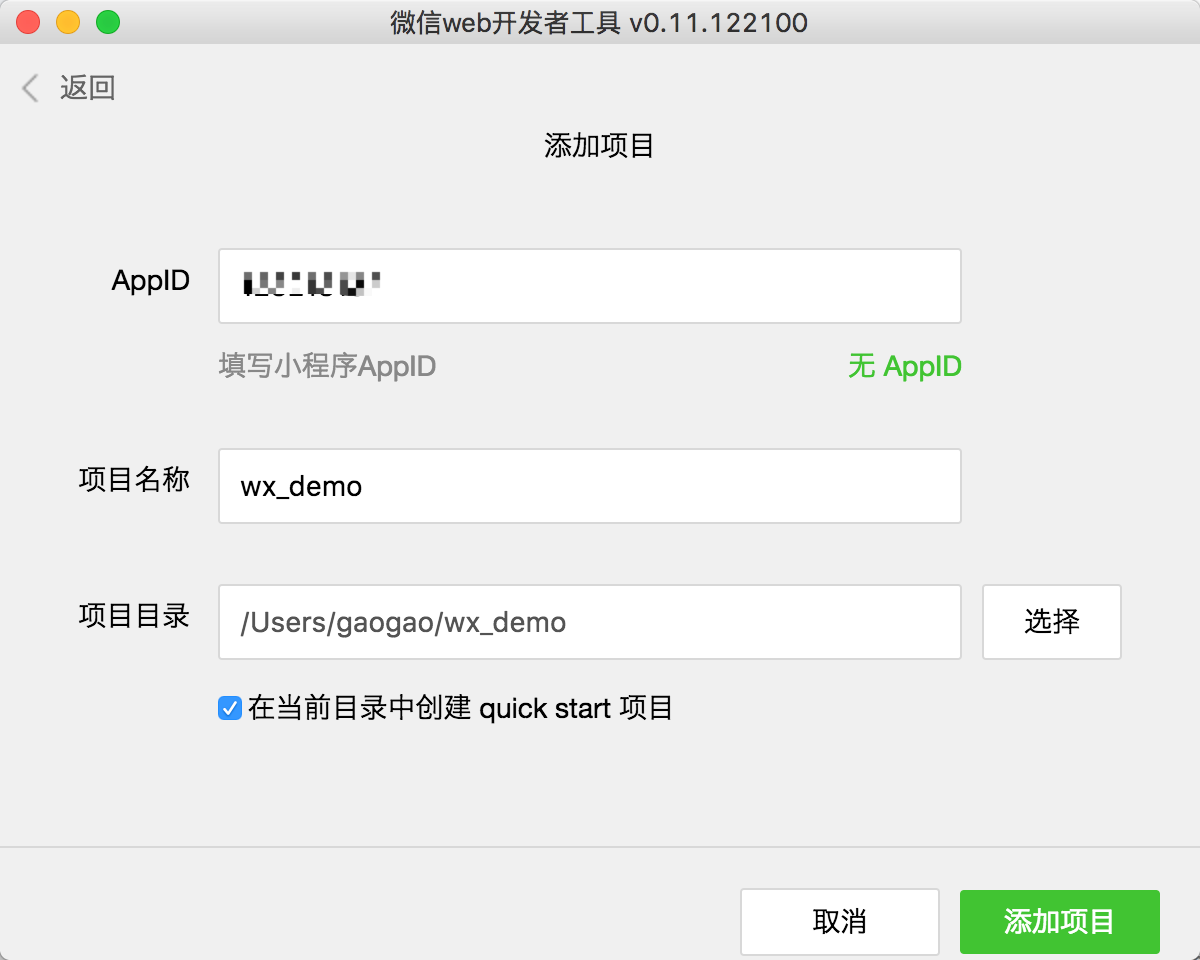 微信web开发者工具 v0.11.122100
返回
添加项目
AppID
填写小程序AppID 无 AppID
项目名称 wx_demo
项目目录 /Users/gaogao/wx_demo 选择
在当前目录中创建 quick start 项目
取消 添加项目